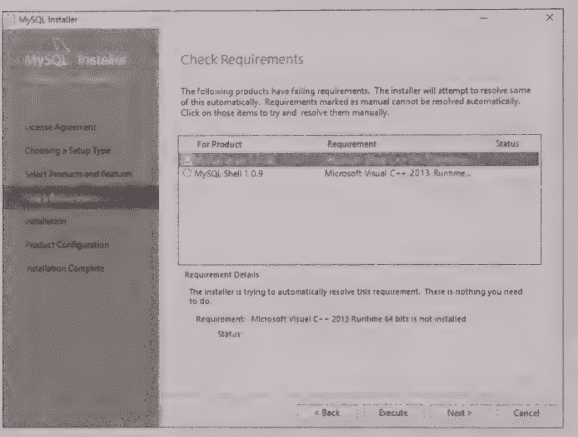 MySQL Installer
MySQL Installer
Check Requirements
The following products have failing requirements. The installer will attempt to resolve some
of this automatically. Requirements marked as manual cannot be resolved automatically.
Click on those items to try and resolve them manually.
License Agreement
Choosing a Setup Type
Select Products and Features
Installation
Product Configuration
Installation Complete
For Product Requirement Status
MySQL Shell 1.0.9 Microsoft Visual C++ 2013 Runtime...
Requirement Details
The installer is trying to automatically resolve this requirement. There is nothing you need
to do.
Requirement: Microsoft Visual C++ 2013 Runtime 64 bits is not installed
Status:
< Back Execute Next > Cancel